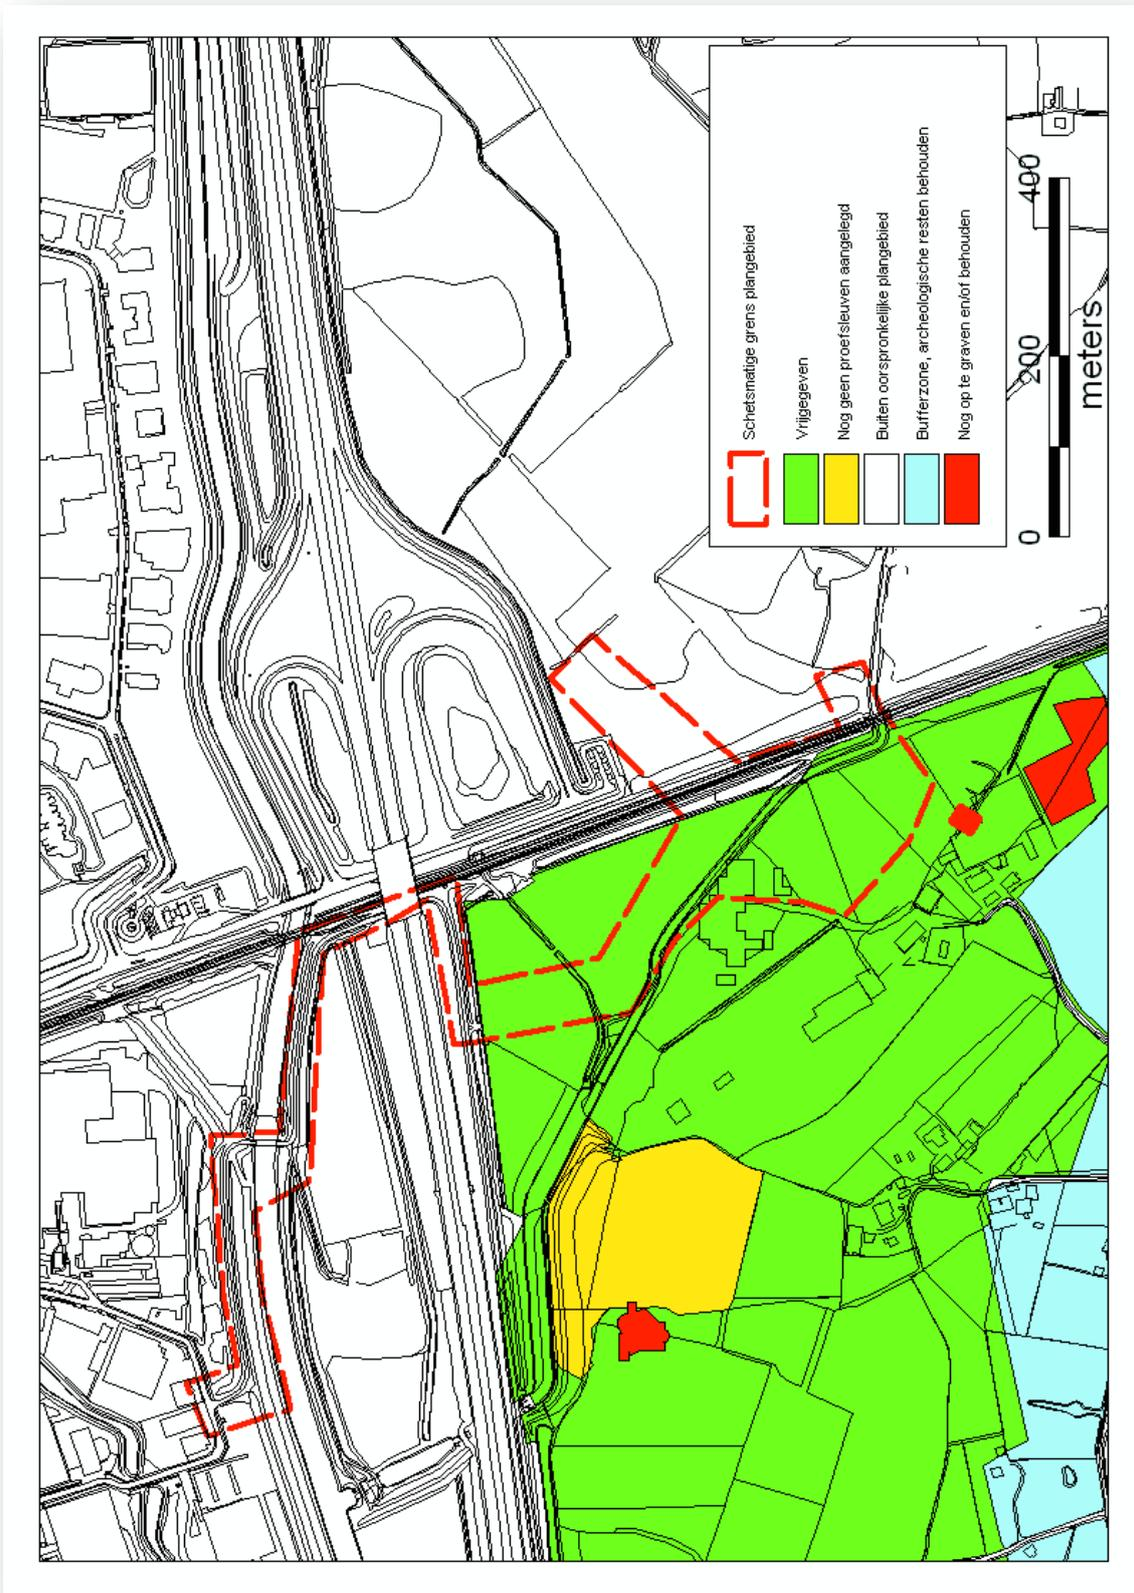 Schetsmatige grens plangebied
Vrijgegeven
Nog geen proefsleuven aangelegd
Buiten oorspronkelijke plangebied
Bufferzone, archeologische resten behouden
Nog op te graven en/of behouden
0 200 400
meters